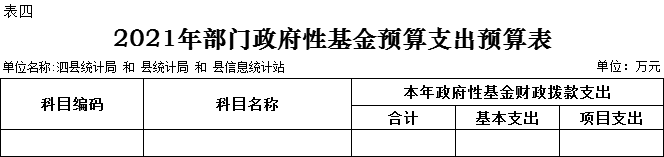 表四
2021年部门政府性基金预算支出预算表
单位名称:泗县统计局 和 县统计局 和 县信息统计站 单位：万元
科目编码 科目名称 本年政府性基金财政拨款支出
合计 基本支出 项目支出